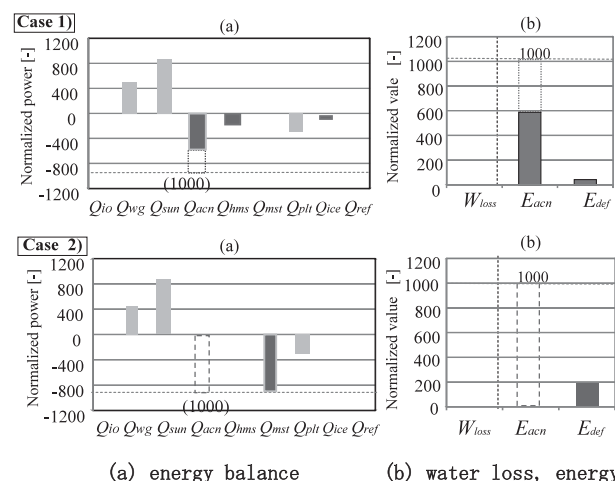 Case 1)
(a)
(b)
Normalized power [-]
1200
800
400
0
-400
-800
-1200
(1000)
Qio Qwg Qsun Qacn Qhms Qmst Qplt Qice Qref
Normalized vale [-]
1200
1000
800
600
400
200
0
1000
Wloss Eacn Edef
Case 2)
(a)
(b)
Normalized power [-]
1200
800
400
0
-400
-800
-1200
(1000)
Qio Qwg Qsun Qacn Qhms Qmst Qplt Qice Qref
Normalized value [-]
1200
1000
800
600
400
200
0
1000
Wloss Eacn Edef
(a) energy balance
(b) water loss, energy